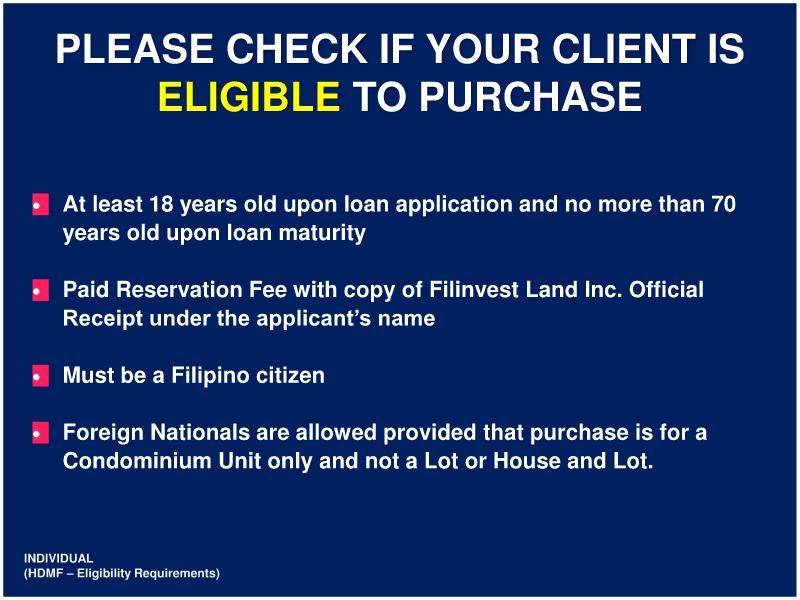 PLEASE CHECK IF YOUR CLIENT IS
ELIGIBLE TO PURCHASE
• At least 18 years old upon loan application and no more than 70
years old upon loan maturity
• Paid Reservation Fee with copy of Filinvest Land Inc. Official
Receipt under the applicant’s name
• Must be a Filipino citizen
• Foreign Nationals are allowed provided that purchase is for a
Condominium Unit only and not a Lot or House and Lot.
INDIVIDUAL
(HDMF – Eligibility Requirements)